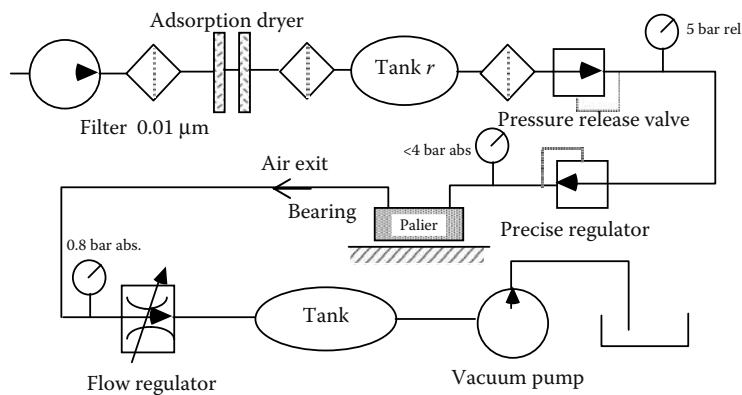 Adsorption dryer
5 bar rel
Tank r
Filter 0.01 μm
Pressure release valve
<4 bar abs
Air exit
Bearing
Palier
Precise regulator
0.8 bar abs.
Tank
Flow regulator
Vacuum pump